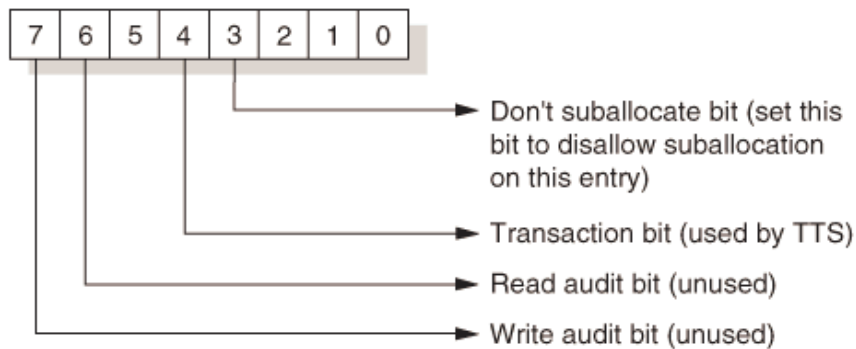 7 6 5 4 3 2 1 0
Don't suballocate bit (set this
bit to disallow suballocation
on this entry)
Transaction bit (used by TTS)
Read audit bit (unused)
Write audit bit (unused)